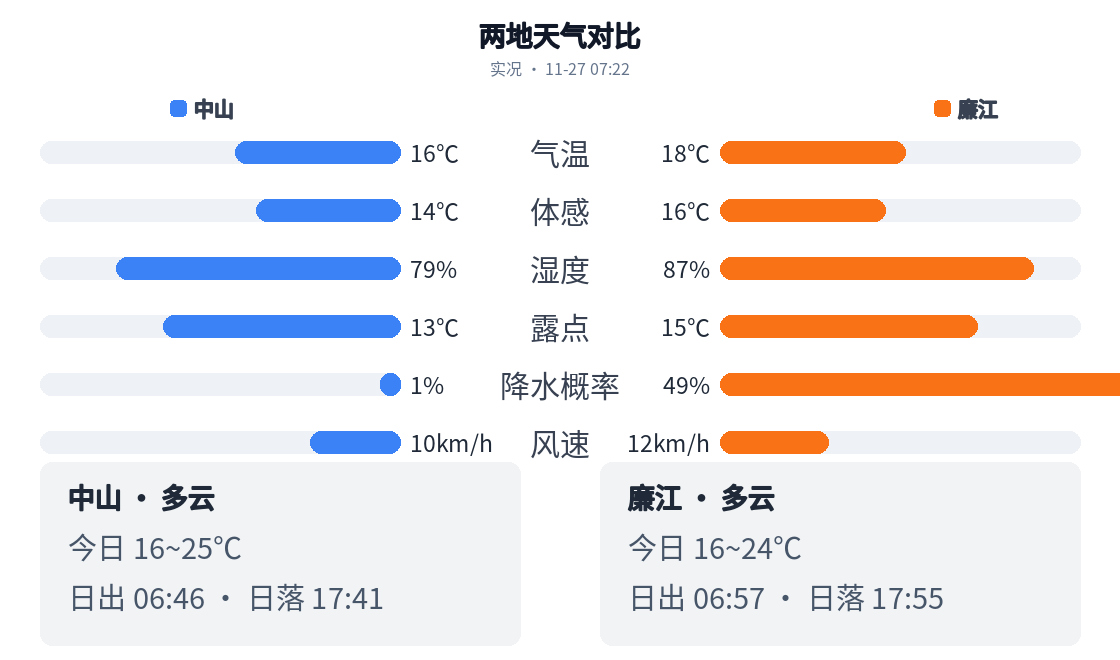 两地天气对比
实况 · 11-27 07:22
中山 廉江
16℃ 气温 18℃
14℃ 体感 16℃
79% 湿度 87%
13℃ 露点 15℃
1% 降水概率 49%
10km/h 风速 12km/h
中山 · 多云
今日 16~25℃
日出 06:46 · 日落 17:41
廉江 · 多云
今日 16~24℃
日出 06:57 · 日落 17:55